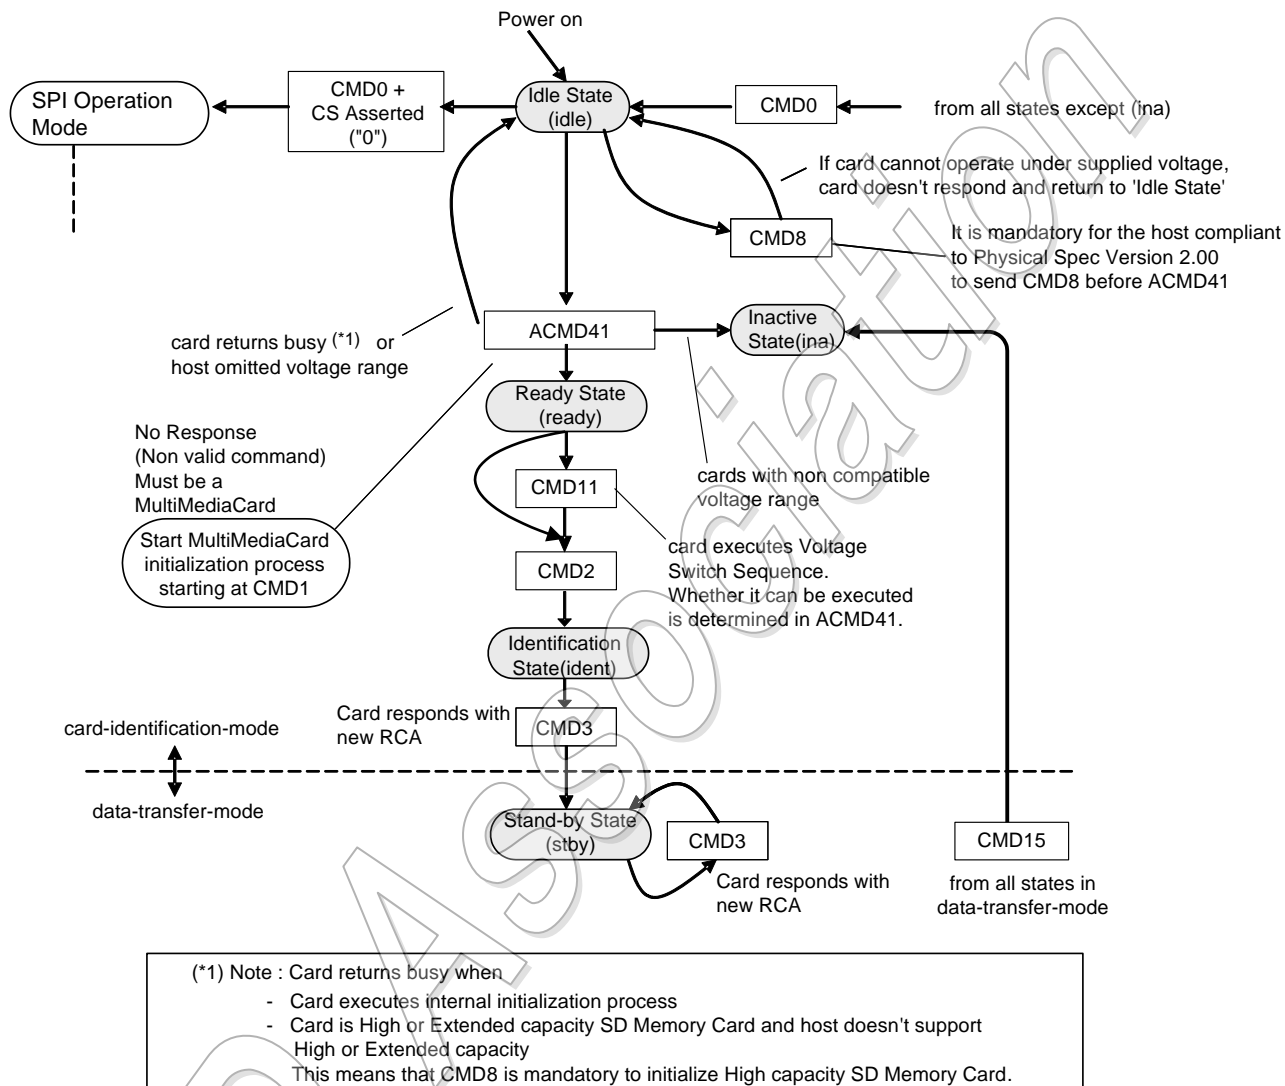 Power on
SPI Operation
Mode
CMD0 +
CS Asserted
("0")
Idle State
(idle)
CMD0
from all states except (ina)
If card cannot operate under supplied voltage,
card doesn't respond and return to 'Idle State'
CMD8
It is mandatory for the host compliant
to Physical Spec Version 2.00
to send CMD8 before ACMD41
card returns busy (*1) or
host omitted voltage range
ACMD41
Inactive
State(ina)
Ready State
(ready)
No Response
(Non valid command)
Must be a
MultiMediaCard
Start MultiMediaCard
initialization process
starting at CMD1
cards with non compatible
voltage range
CMD11
card executes Voltage
Switch Sequence.
Whether it can be executed
is determined in ACMD41.
CMD2
Identification
State(ident)
Card responds with
new RCA
CMD3
card-identification-mode
data-transfer-mode
Stand-by State
(stby)
CMD3
Card responds with
new RCA
CMD15
from all states in
data-transfer-mode
(*1) Note : Card returns busy when
- Card executes internal initialization process
- Card is High or Extended capacity SD Memory Card and host doesn't support
High or Extended capacity
This means that CMD8 is mandatory to initialize High capacity SD Memory Card.
Association